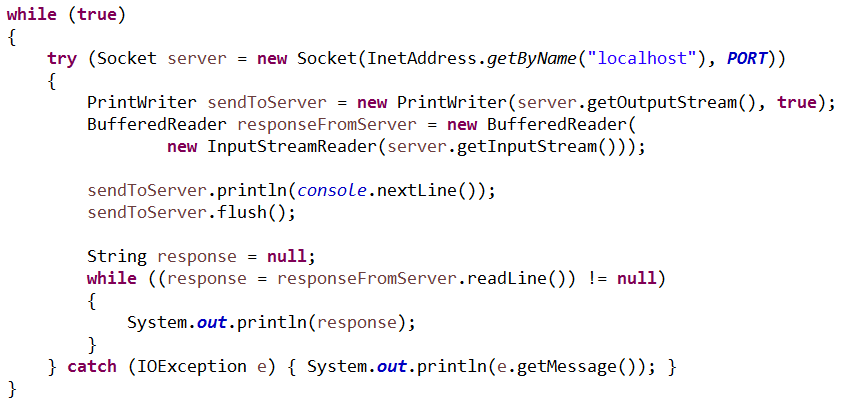 while (true)
{
    try (Socket server = new Socket(InetAddress.getByName("localhost"), PORT))
    {
        PrintWriter sendToServer = new PrintWriter(server.getOutputStream(), true);
        BufferedReader responseFromServer = new BufferedReader(
                new InputStreamReader(server.getInputStream()));

        sendToServer.println(console.nextLine());
        sendToServer.flush();

        String response = null;
        while ((response = responseFromServer.readLine()) != null)
        {
            System.out.println(response);
        }
    } catch (IOException e) { System.out.println(e.getMessage()); }
}